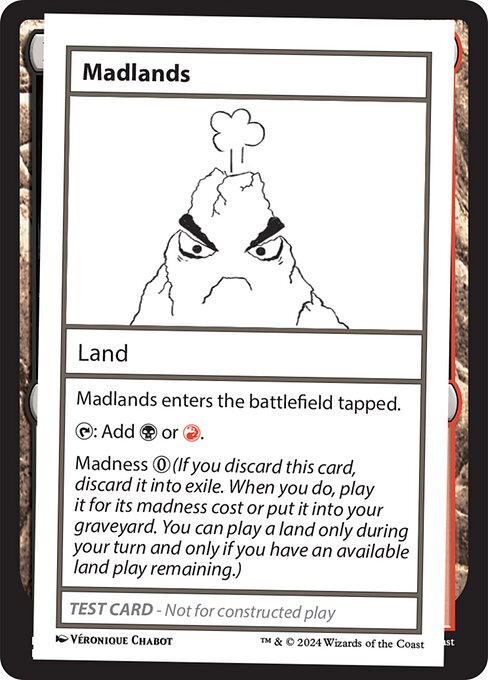 Madlands
Land
Madlands enters the battlefield tapped.
: Add or .
Madness 0 (If you discard this card,
discard it into exile. When you do, play
it for its madness cost or put it into your
graveyard. You can play a land only during
your turn and only if you have an available
land play remaining.)
TEST CARD - Not for constructed play
Véronique Chabot
™ & © 2024 Wizards of the Coast
ast